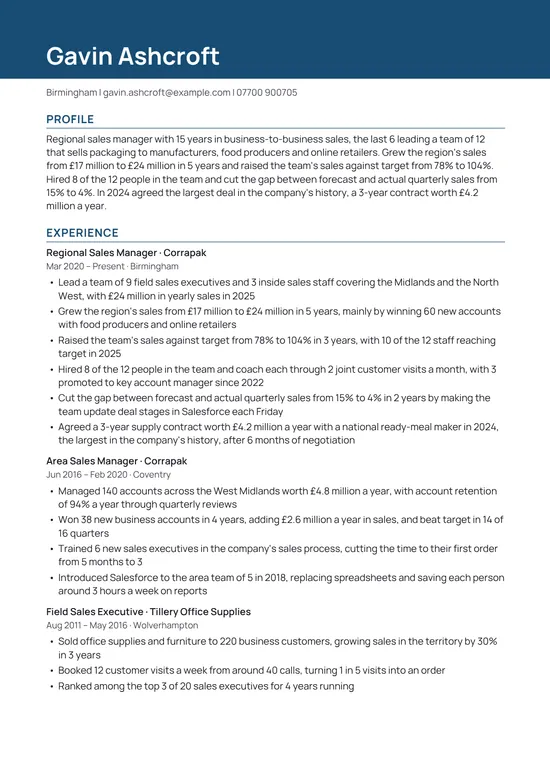 Gavin Ashcroft
Birmingham | gavin.ashcroft@example.com | 07700 900705
PROFILE
Regional sales manager with 15 years in business-to-business sales, the last 6 leading a team of 12
that sells packaging to manufacturers, food producers and online retailers. Grew the region's sales
from £17 million to £24 million in 5 years and raised the team's sales against target from 78% to 104%.
Hired 8 of the 12 people in the team and cut the gap between forecast and actual quarterly sales from
15% to 4%. In 2024 agreed the largest deal in the company's history, a 3-year contract worth £4.2
million a year.
EXPERIENCE
Regional Sales Manager · Corrapak
Mar 2020 – Present · Birmingham
• Lead a team of 9 field sales executives and 3 inside sales staff covering the Midlands and the North
West, with £24 million in yearly sales in 2025
• Grew the region's sales from £17 million to £24 million in 5 years, mainly by winning 60 new accounts
with food producers and online retailers
• Raised the team's sales against target from 78% to 104% in 3 years, with 10 of the 12 staff reaching
target in 2025
• Hired 8 of the 12 people in the team and coach each through 2 joint customer visits a month, with 3
promoted to key account manager since 2022
• Cut the gap between forecast and actual quarterly sales from 15% to 4% in 2 years by making the
team update deal stages in Salesforce each Friday
• Agreed a 3-year supply contract worth £4.2 million a year with a national ready-meal maker in 2024,
the largest in the company's history, after 6 months of negotiation
Area Sales Manager · Corrapak
Jun 2016 – Feb 2020 · Coventry
• Managed 140 accounts across the West Midlands worth £4.8 million a year, with account retention
of 94% a year through quarterly reviews
• Won 38 new business accounts in 4 years, adding £2.6 million a year in sales, and beat target in 14 of
16 quarters
• Trained 6 new sales executives in the company's sales process, cutting the time to their first order
from 5 months to 3
• Introduced Salesforce to the area team of 5 in 2018, replacing spreadsheets and saving each person
around 3 hours a week on reports
Field Sales Executive · Tillery Office Supplies
Aug 2011 – May 2016 · Wolverhampton
• Sold office supplies and furniture to 220 business customers, growing sales in the territory by 30%
in 3 years
• Booked 12 customer visits a week from around 40 calls, turning 1 in 5 visits into an order
• Ranked among the top 3 of 20 sales executives for 4 years running